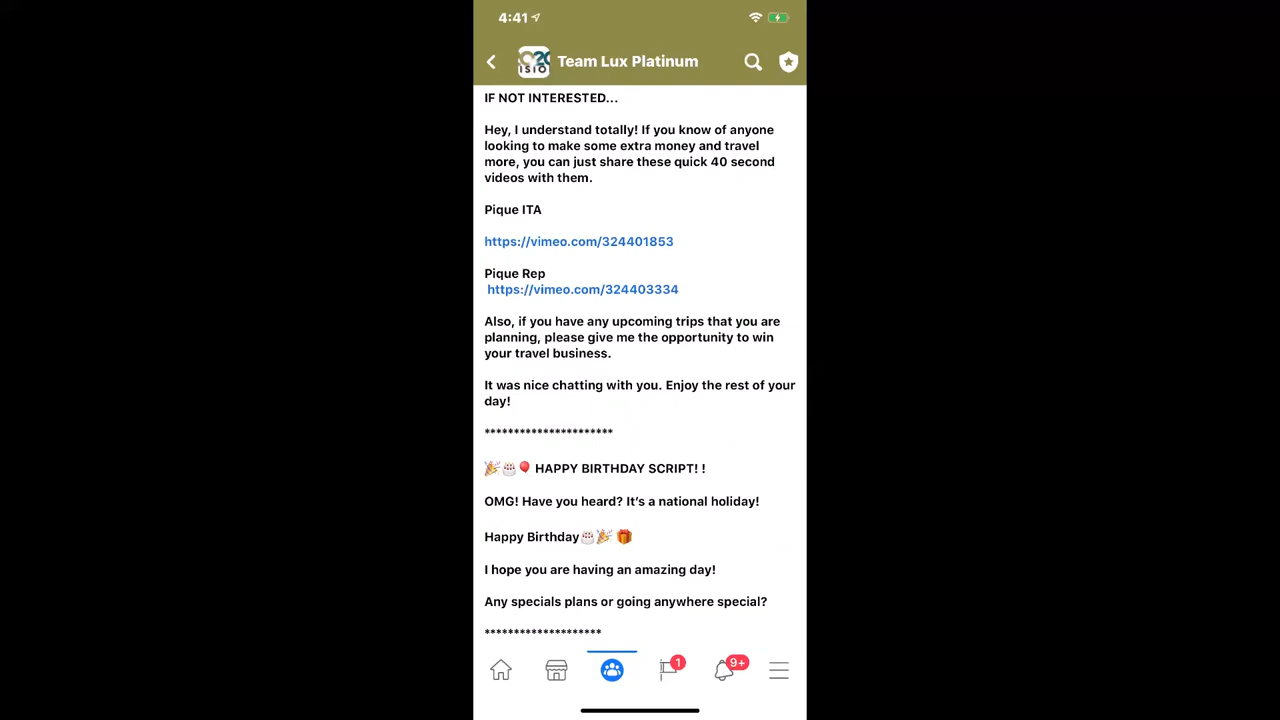 4:41
Team Lux Platinum
ISIO
IF NOT INTERESTED...
Hey, I understand totally! If you know of anyone
looking to make some extra money and travel
more, you can just share these quick 40 second
videos with them.
Pique ITA
https://vimeo.com/324401853
Pique Rep
https://vimeo.com/324403334
Also, if you have any upcoming trips that you are
planning, please give me the opportunity to win
your travel business.
It was nice chatting with you. Enjoy the rest of your
day!
**********************
🎉🎂🎈 HAPPY BIRTHDAY SCRIPT! !
OMG! Have you heard? It’s a national holiday!
Happy Birthday🎂🎉 🎁
I hope you are having an amazing day!
Any specials plans or going anywhere special?
********************
1
9+